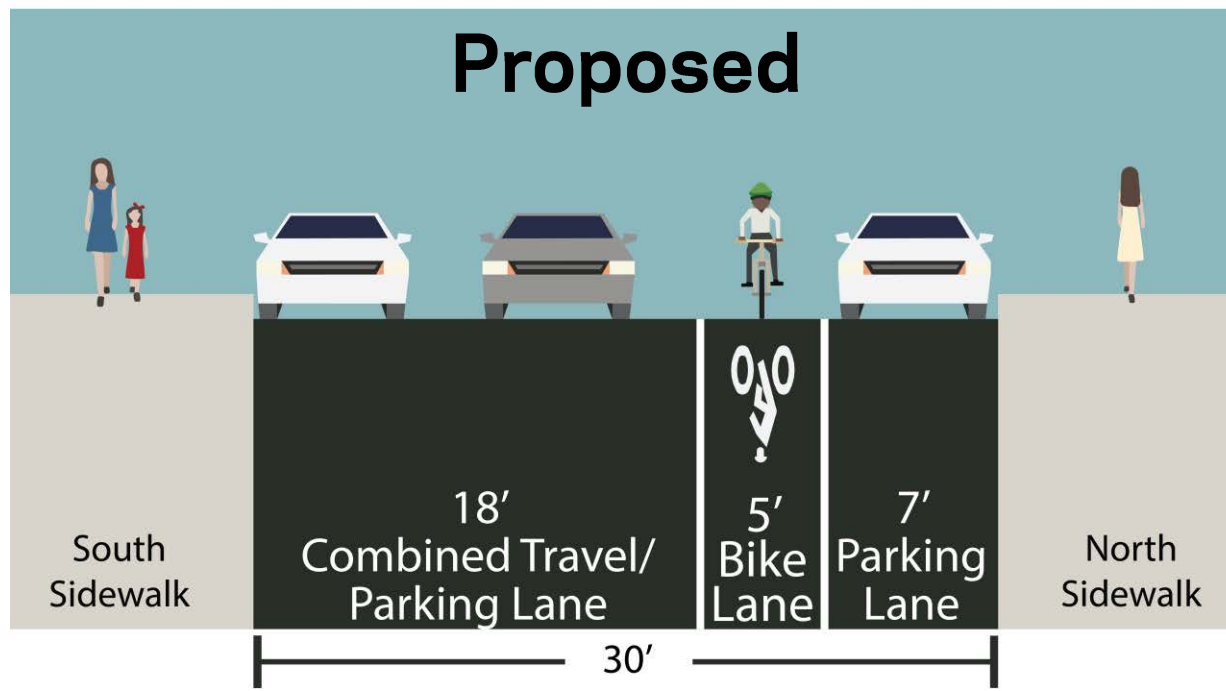 Proposed
South
Sidewalk
18′
Combined Travel/
Parking Lane
5′
Bike
Lane
7′
Parking
Lane
North
Sidewalk
30′